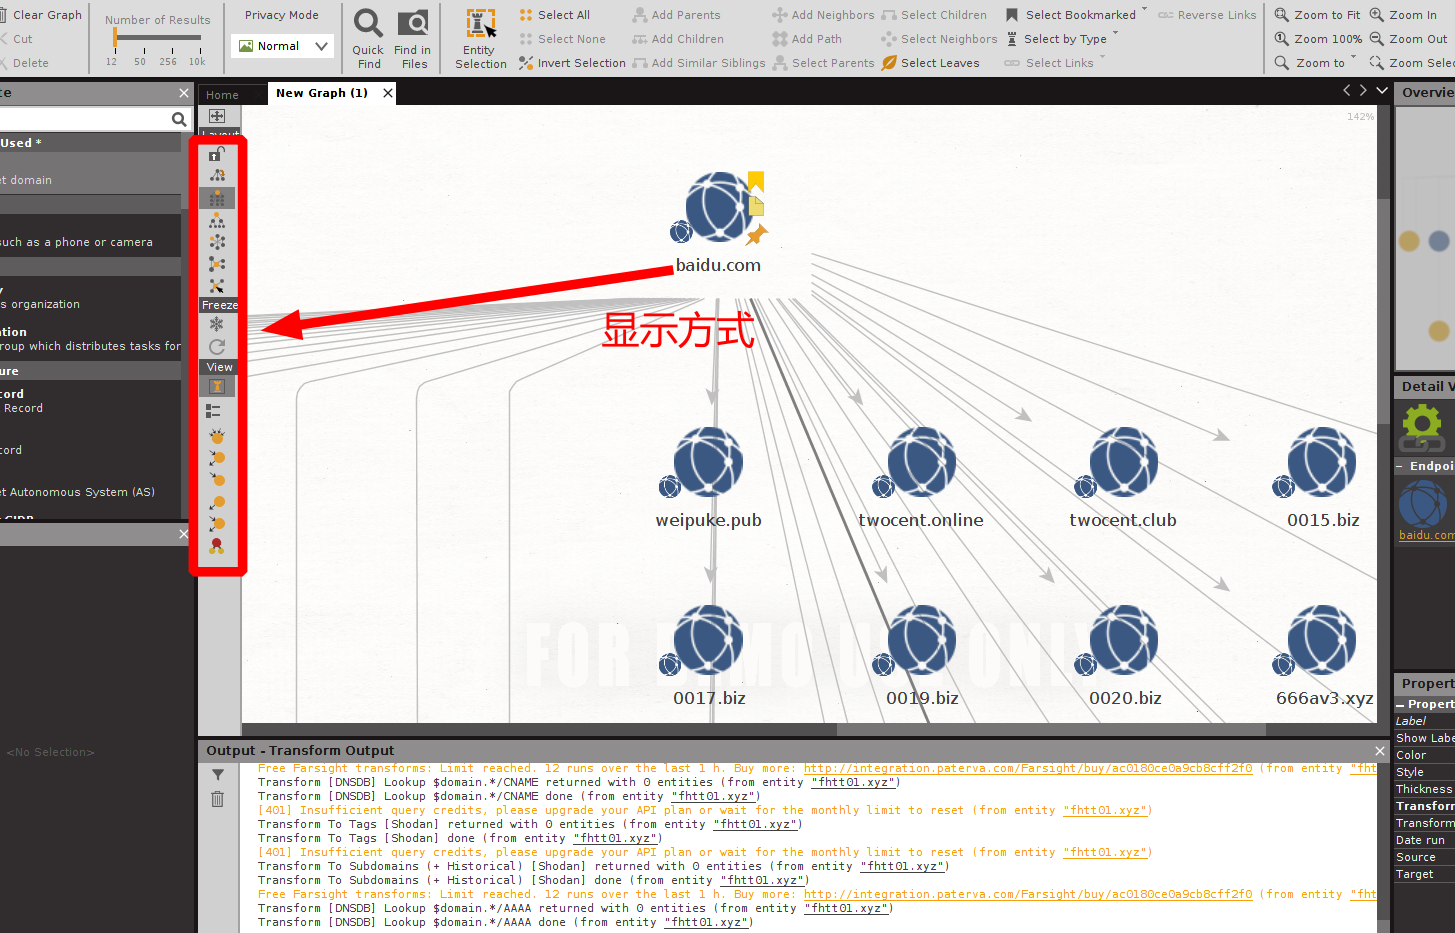 Clear Graph
Cut
Delete
Number of Results
12 50 256 10k
Privacy Mode
Normal
Quick
Find
Find in
Files
Entity
Selection
Select All
Select None
Invert Selection
Add Parents
Add Children
Add Similar Siblings
Add Neighbors
Add Path
Select Parents
Select Children
Select Neighbors
Select Leaves
Select Bookmarked
Select by Type
Select Links
Reverse Links
Zoom to Fit
Zoom 100%
Zoom to
Zoom In
Zoom Out
Zoom Selec
te
Used *
et domain
such as a phone or camera
y
s organization
ation
roup which distributes tasks for
ure
cord
Record
cord
et Autonomous System (AS)
<No Selection>
Home
New Graph (1)
Layout
Freeze
View
142%
baidu.com
显示方式
weipuke.pub
twocent.online
twocent.club
0015.biz
FOR DEMO USE ONLY
0017.biz
0019.biz
0020.biz
666av3.xyz
Output - Transform Output
Free Farsight transforms: Limit reached. 12 runs over the last 1 h. Buy more: http://integration.paterva.com/Farsight/buy/ac0180ce0a9cb8cff2f0 (from entity "fht
Transform [DNSDB] Lookup $domain.*/CNAME returned with 0 entities (from entity "fhtt01.xyz")
Transform [DNSDB] Lookup $domain.*/CNAME done (from entity "fhtt01.xyz")
[401] Insufficient query credits, please upgrade your API plan or wait for the monthly limit to reset (from entity "fhtt01.xyz")
Transform To Tags [Shodan] returned with 0 entities (from entity "fhtt01.xyz")
Transform To Tags [Shodan] done (from entity "fhtt01.xyz")
[401] Insufficient query credits, please upgrade your API plan or wait for the monthly limit to reset (from entity "fhtt01.xyz")
Transform To Subdomains (+ Historical) [Shodan] returned with 0 entities (from entity "fhtt01.xyz")
Transform To Subdomains (+ Historical) [Shodan] done (from entity "fhtt01.xyz")
Free Farsight transforms: Limit reached. 12 runs over the last 1 h. Buy more: http://integration.paterva.com/Farsight/buy/ac0180ce0a9cb8cff2f0 (from entity "fht
Transform [DNSDB] Lookup $domain.*/AAAA returned with 0 entities (from entity "fhtt01.xyz")
Transform [DNSDB] Lookup $domain.*/AAAA done (from entity "fhtt01.xyz")
Overvie
Detail V
Endpoi
baidu.com
Propert
Propert
Label
Show Labe
Color
Style
Thickness
Transforn
Transform
Date run
Source
Target